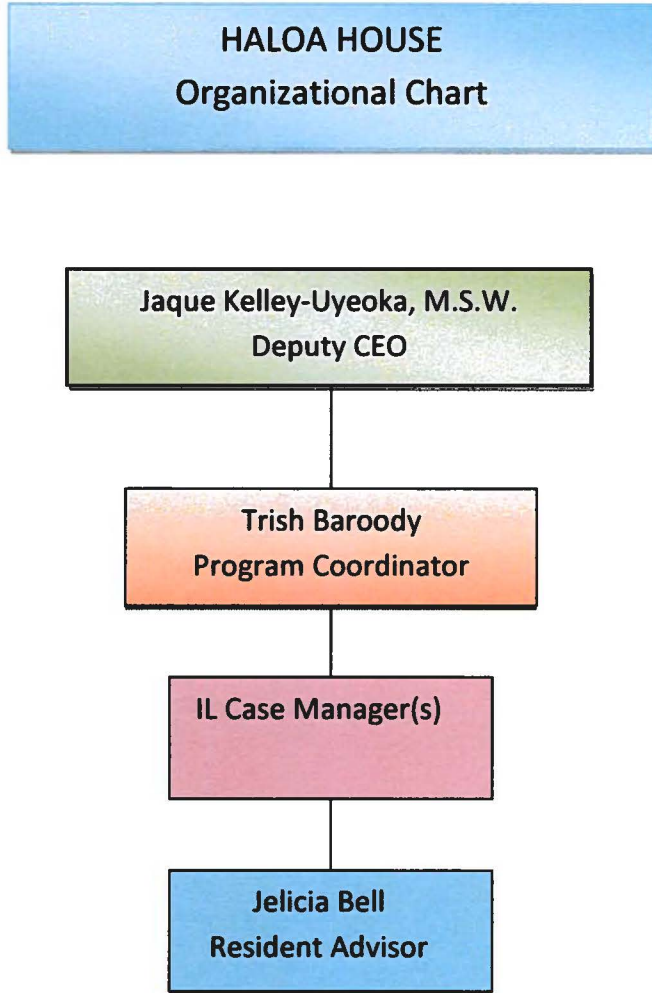 HALOA HOUSE
Organizational Chart
Jaque Kelley-Uyeoka, M.S.W.
Deputy CEO
Trish Baroody
Program Coordinator
IL Case Manager(s)
Jelicia Bell
Resident Advisor